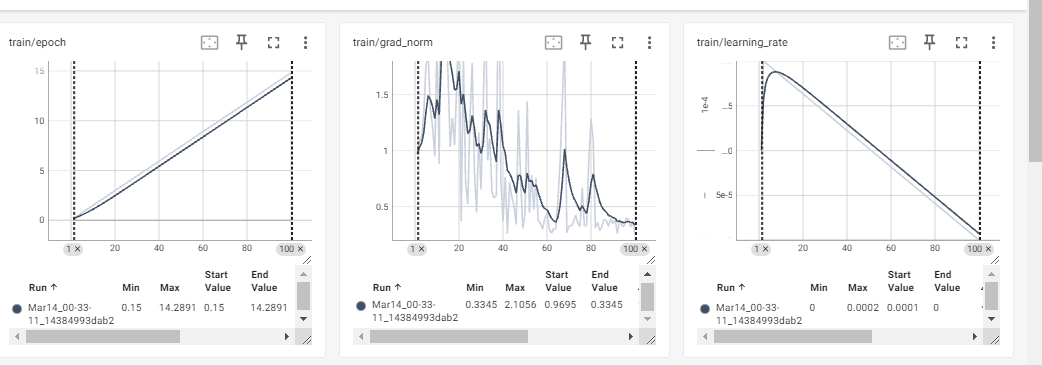 train/epoch
15
10
5
0
1 ×
20
40
60
80
100 ×
Run ↑ Min Max Start Value End Value
Mar14_00-33-11_14384993dab2 0.15 14.2891 0.15 14.2891
train/grad_norm
1.5
1
0.5
1 ×
20
40
60
80
100 ×
Run ↑ Min Max Start Value End Value
Mar14_00-33-11_14384993dab2 0.3345 2.1056 0.9695 0.3345
train/learning_rate
1e-4
5e-5
1 ×
20
40
60
80
100 ×
Run ↑ Min Max Start Value End Value
Mar14_00-33-11_14384993dab2 0 0.0002 0.0001 0